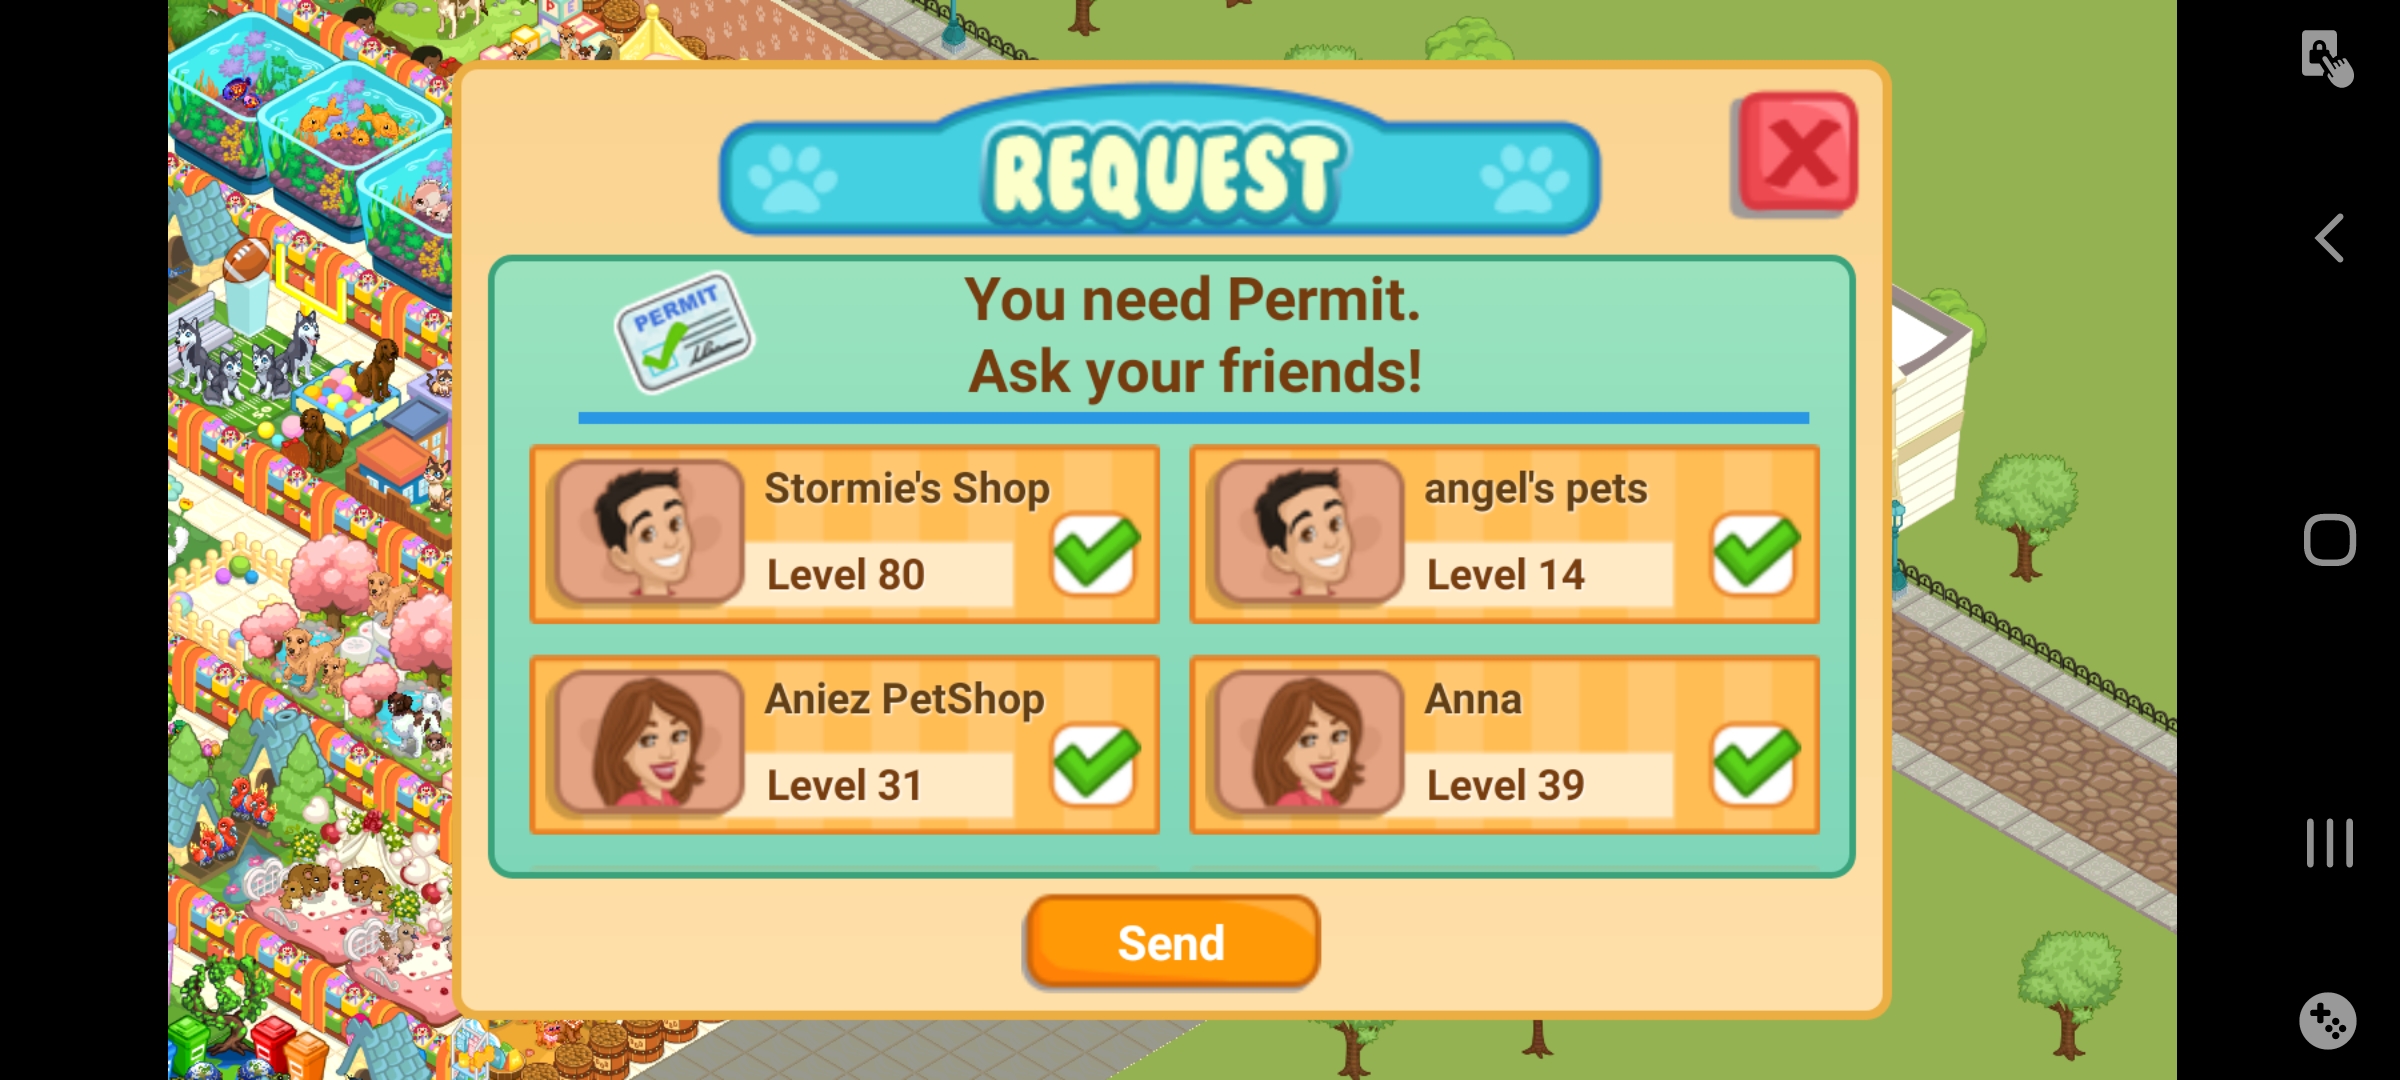 REQUEST
PERMIT
You need Permit.
Ask your friends!
Stormie's Shop
Level 80
angel's pets
Level 14
Aniez PetShop
Level 31
Anna
Level 39
Send